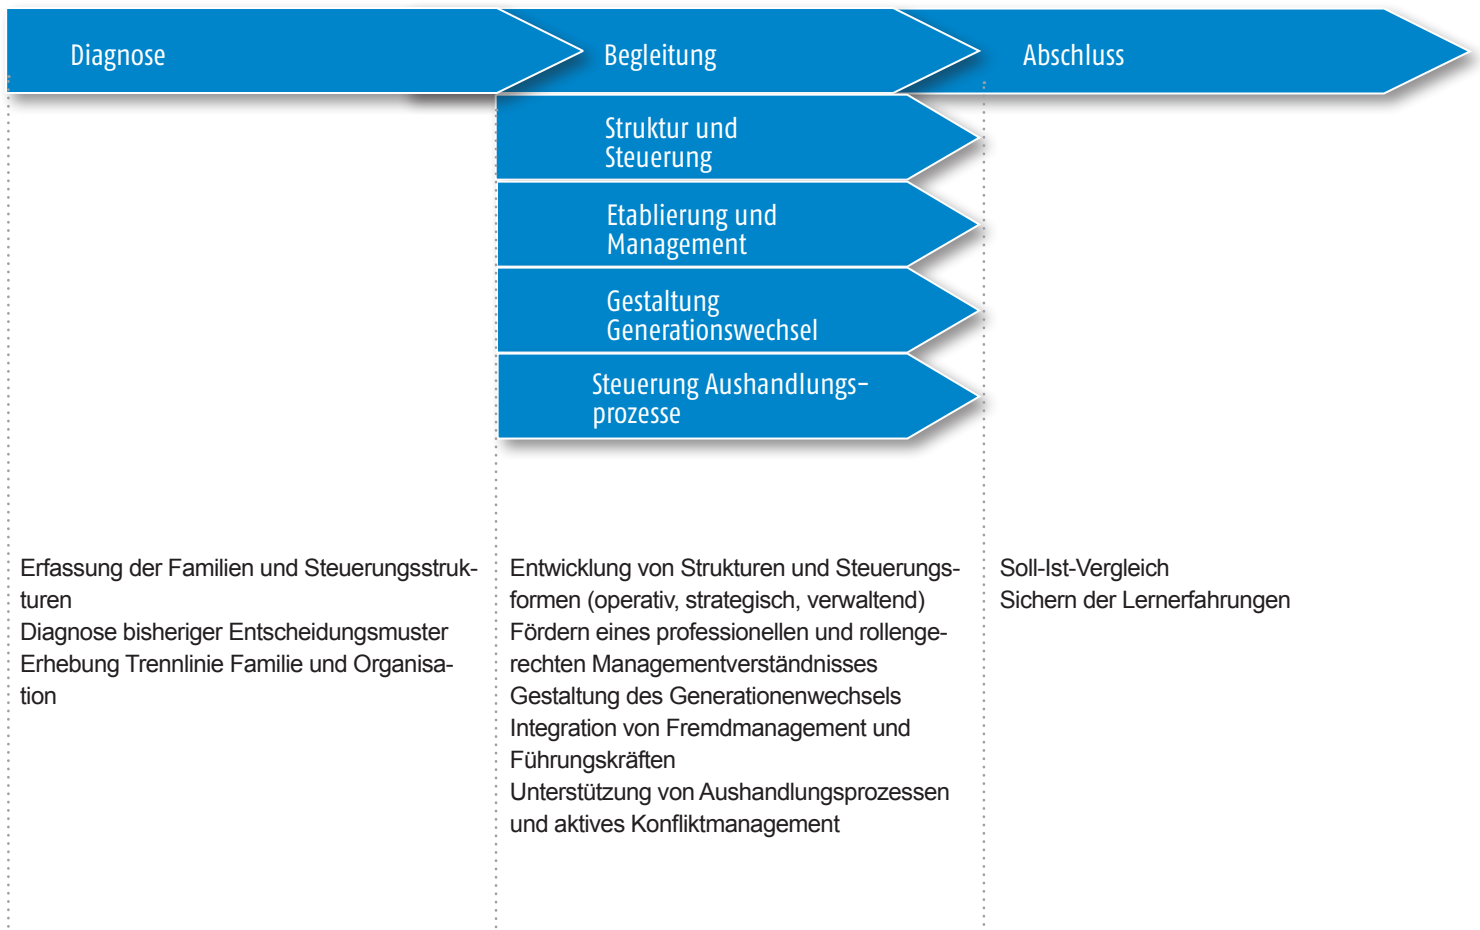 Diagnose
Begleitung
Abschluss
Struktur und
Steuerung
Etablierung und
Management
Gestaltung
Generationswechsel
Steuerung Aushandlungs-
prozesse
Erfassung der Familien und Steuerungsstruk-
turen
Diagnose bisheriger Entscheidungsmuster
Erhebung Trennlinie Familie und Organisa-
tion
Entwicklung von Strukturen und Steuerungs-
formen (operativ, strategisch, verwaltend)
Fördern eines professionellen und rollenge-
rechten Managementverständnisses
Gestaltung des Generationenwechsels
Integration von Fremdmanagement und
Führungskräften
Unterstützung von Aushandlungsprozessen
und aktives Konfliktmanagement
Soll-Ist-Vergleich
Sichern der Lernerfahrungen